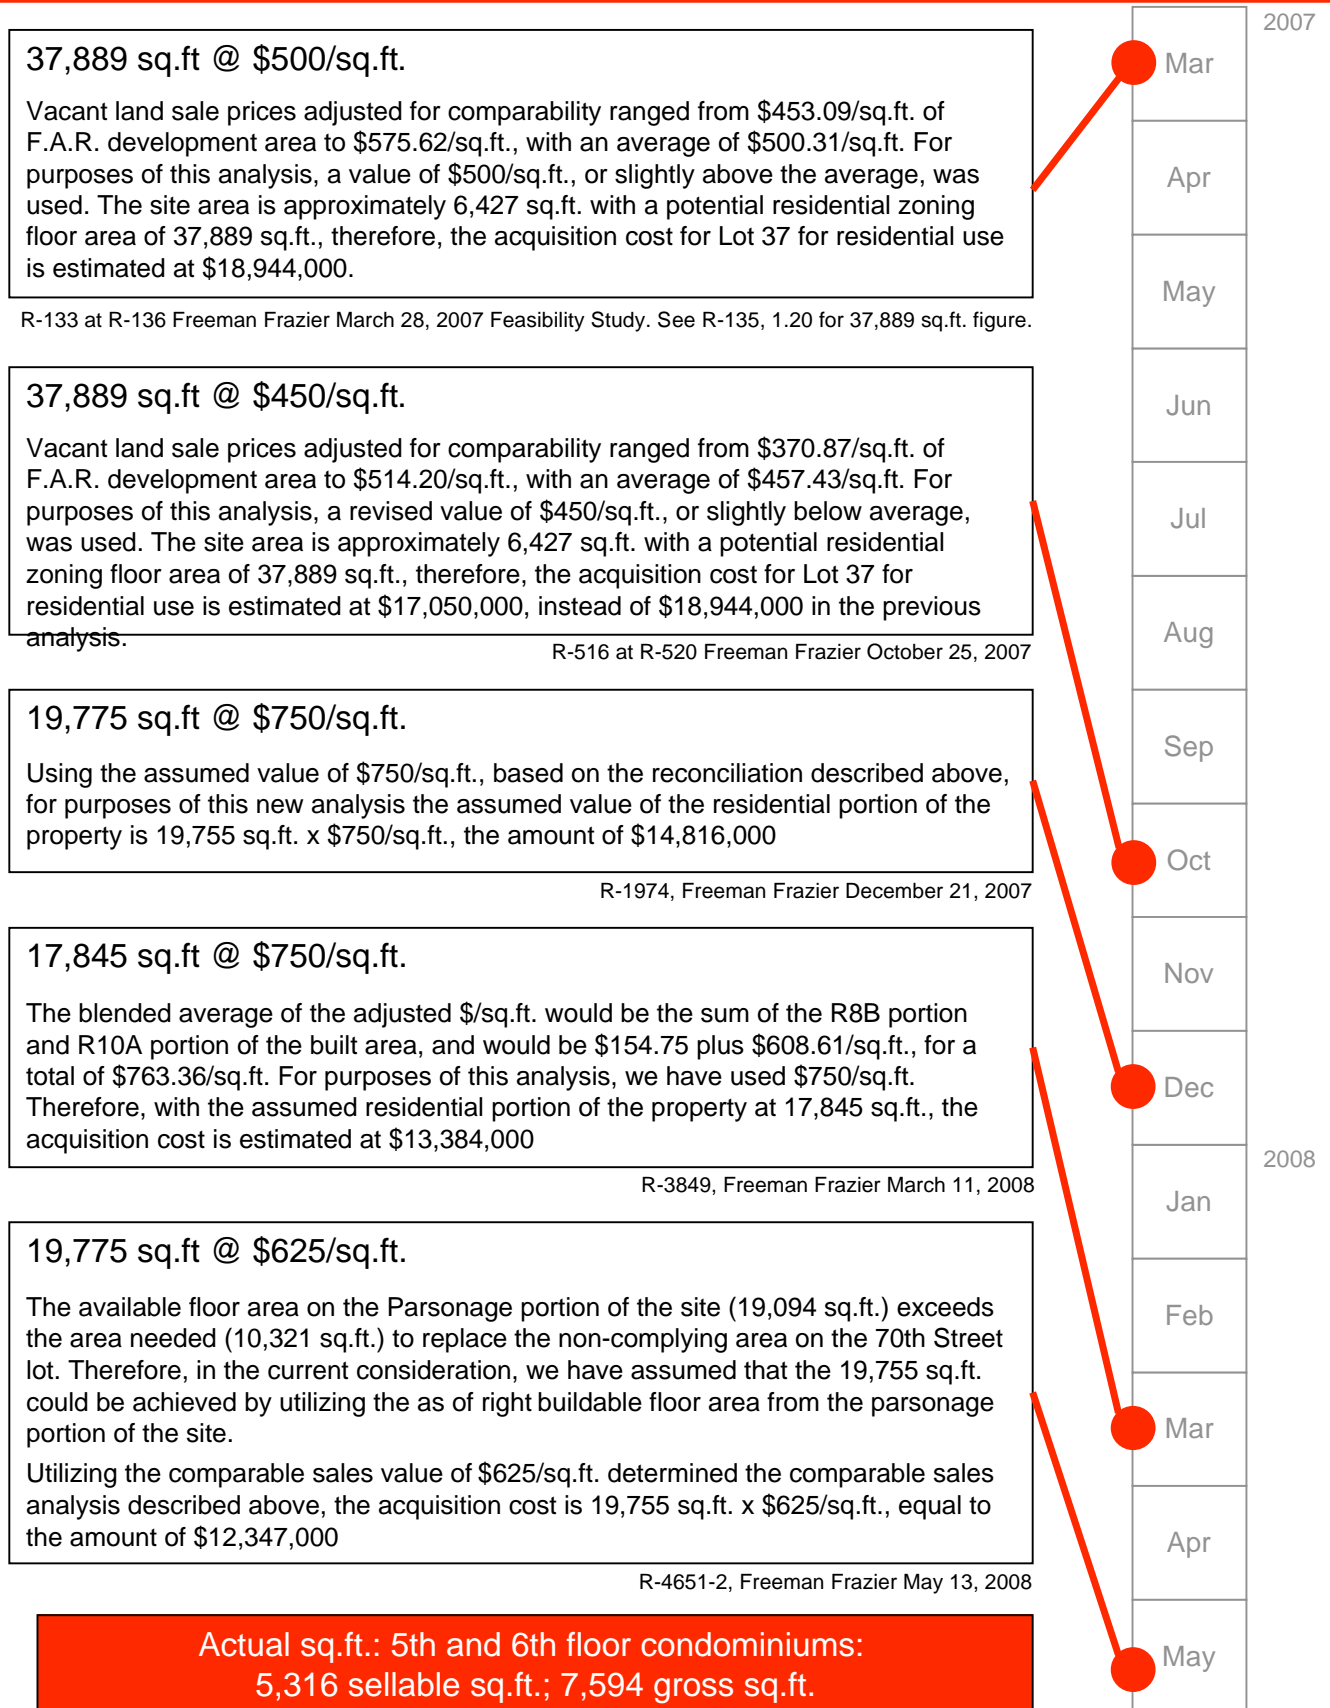 37,889 sq.ft @ $500/sq.ft.
Vacant land sale prices adjusted for comparability ranged from $453.09/sq.ft. of
F.A.R. development area to $575.62/sq.ft., with an average of $500.31/sq.ft. For
purposes of this analysis, a value of $500/sq.ft., or slightly above the average, was
used. The site area is approximately 6,427 sq.ft. with a potential residential zoning
floor area of 37,889 sq.ft., therefore, the acquisition cost for Lot 37 for residential use
is estimated at $18,944,000.
R-133 at R-136 Freeman Frazier March 28, 2007 Feasibility Study. See R-135, 1.20 for 37,889 sq.ft. figure.
37,889 sq.ft @ $450/sq.ft.
Vacant land sale prices adjusted for comparability ranged from $370.87/sq.ft. of
F.A.R. development area to $514.20/sq.ft., with an average of $457.43/sq.ft. For
purposes of this analysis, a revised value of $450/sq.ft., or slightly below average,
was used. The site area is approximately 6,427 sq.ft. with a potential residential
zoning floor area of 37,889 sq.ft., therefore, the acquisition cost for Lot 37 for
residential use is estimated at $17,050,000, instead of $18,944,000 in the previous
analysis.
R-516 at R-520 Freeman Frazier October 25, 2007
19,775 sq.ft @ $750/sq.ft.
Using the assumed value of $750/sq.ft., based on the reconciliation described above,
for purposes of this new analysis the assumed value of the residential portion of the
property is 19,755 sq.ft. x $750/sq.ft., the amount of $14,816,000
R-1974, Freeman Frazier December 21, 2007
17,845 sq.ft @ $750/sq.ft.
The blended average of the adjusted $/sq.ft. would be the sum of the R8B portion
and R10A portion of the built area, and would be $154.75 plus $608.61/sq.ft., for a
total of $763.36/sq.ft. For purposes of this analysis, we have used $750/sq.ft.
Therefore, with the assumed residential portion of the property at 17,845 sq.ft., the
acquisition cost is estimated at $13,384,000
R-3849, Freeman Frazier March 11, 2008
19,775 sq.ft @ $625/sq.ft.
The available floor area on the Parsonage portion of the site (19,094 sq.ft.) exceeds
the area needed (10,321 sq.ft.) to replace the non-complying area on the 70th Street
lot. Therefore, in the current consideration, we have assumed that the 19,755 sq.ft.
could be achieved by utilizing the as of right buildable floor area from the parsonage
portion of the site.
Utilizing the comparable sales value of $625/sq.ft. determined the comparable sales
analysis described above, the acquisition cost is 19,755 sq.ft. x $625/sq.ft., equal to
the amount of $12,347,000
R-4651-2, Freeman Frazier May 13, 2008
Actual sq.ft.: 5th and 6th floor condominiums:
5,316 sellable sq.ft.; 7,594 gross sq.ft.
2007
Mar
Apr
May
Jun
Jul
Aug
Sep
Oct
Nov
Dec
2008
Jan
Feb
Mar
Apr
May